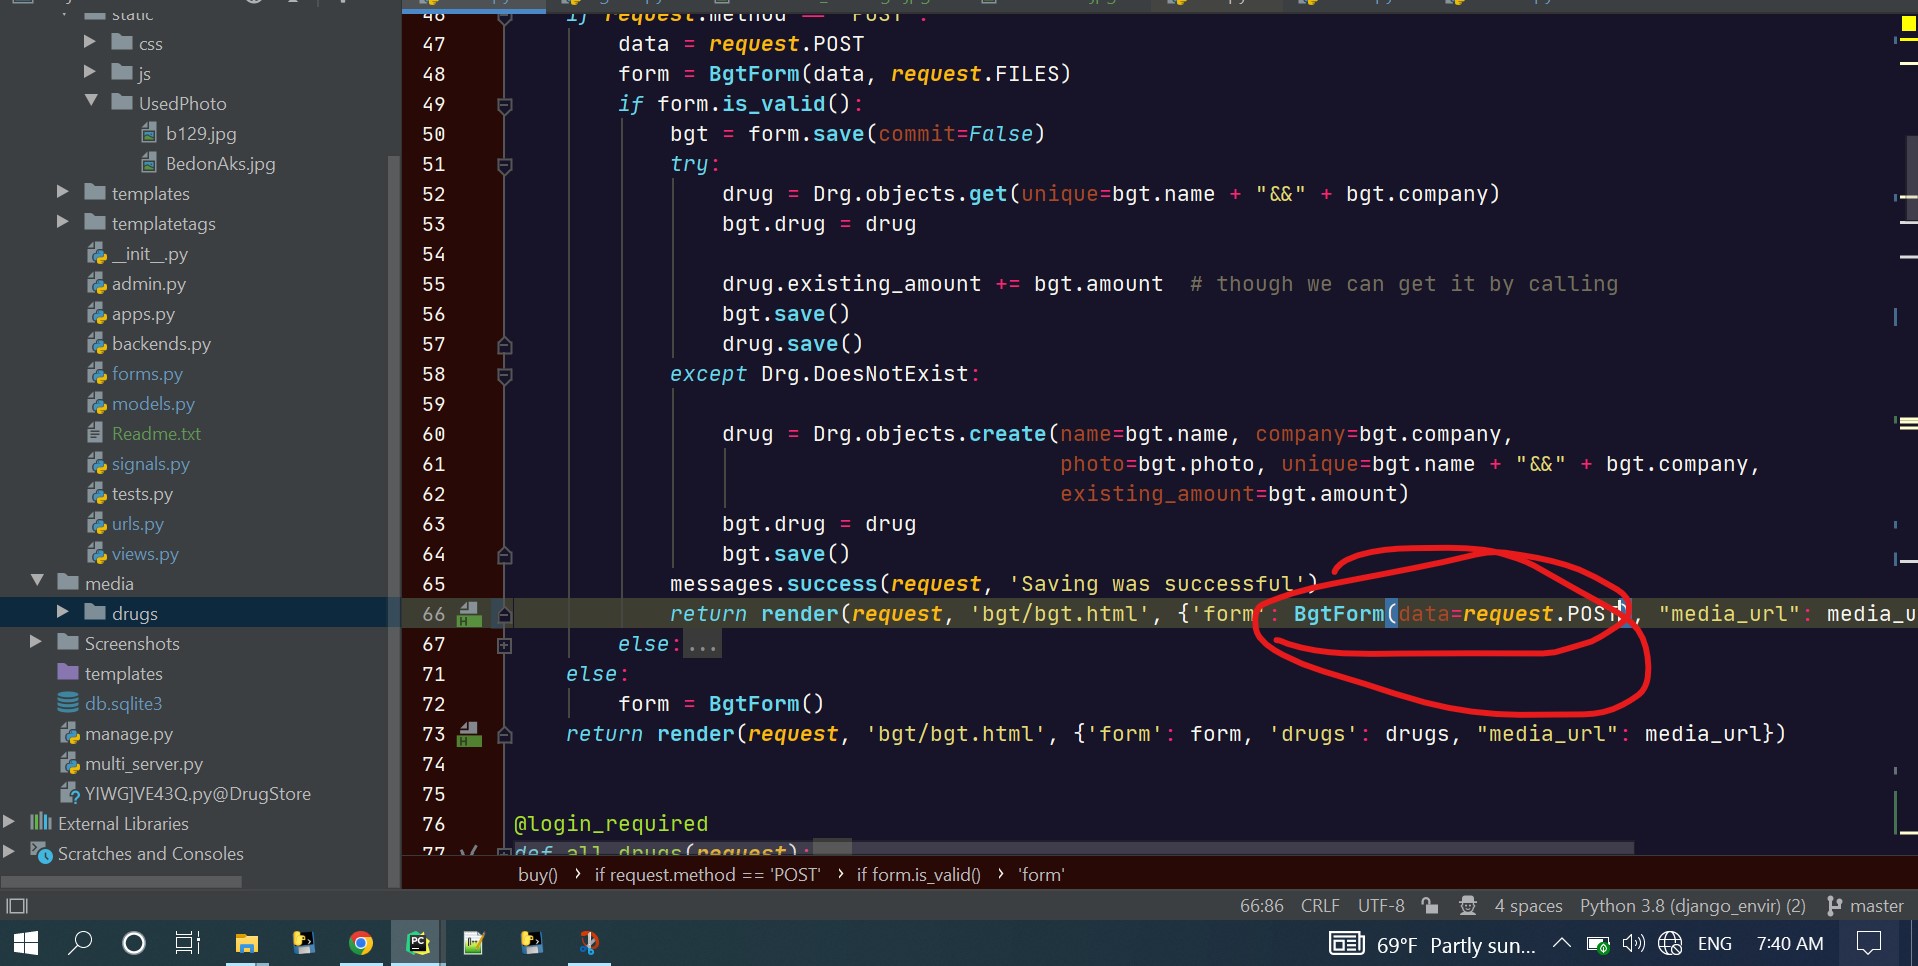 static
css
js
UsedPhoto
b129.jpg
BedonAks.jpg
templates
templatetags
__init__.py
admin.py
apps.py
backends.py
forms.py
models.py
Readme.txt
signals.py
tests.py
urls.py
views.py
media
drugs
Screenshots
templates
db.sqlite3
manage.py
multi_server.py
YIWG]VE43Q.py@DrugStore
External Libraries
Scratches and Consoles
46 if request.method == 'POST':
47 data = request.POST
48 form = BgtForm(data, request.FILES)
49 if form.is_valid():
50 bgt = form.save(commit=False)
51 try:
52 drug = Drg.objects.get(unique=bgt.name + "&&" + bgt.company)
53 bgt.drug = drug
54
55 drug.existing_amount += bgt.amount # though we can get it by calling
56 bgt.save()
57 drug.save()
58 except Drg.DoesNotExist:
59
60 drug = Drg.objects.create(name=bgt.name, company=bgt.company,
61 photo=bgt.photo, unique=bgt.name + "&&" + bgt.company,
62 existing_amount=bgt.amount)
63 bgt.drug = drug
64 bgt.save()
65 messages.success(request, 'Saving was successful')
66 return render(request, 'bgt/bgt.html', {'form': BgtForm(data=request.POST), "media_url": media_u
67 else:...
71 else:
72 form = BgtForm()
73 return render(request, 'bgt/bgt.html', {'form': form, 'drugs': drugs, "media_url": media_url})
74
75
76 @login_required
77 def all_drugs(request):
buy() › if request.method == 'POST' › if form.is_valid() › 'form'
66:86 CRLF UTF-8 4 spaces Python 3.8 (django_envir) (2) master
69°F Partly sun... ENG 7:40 AM